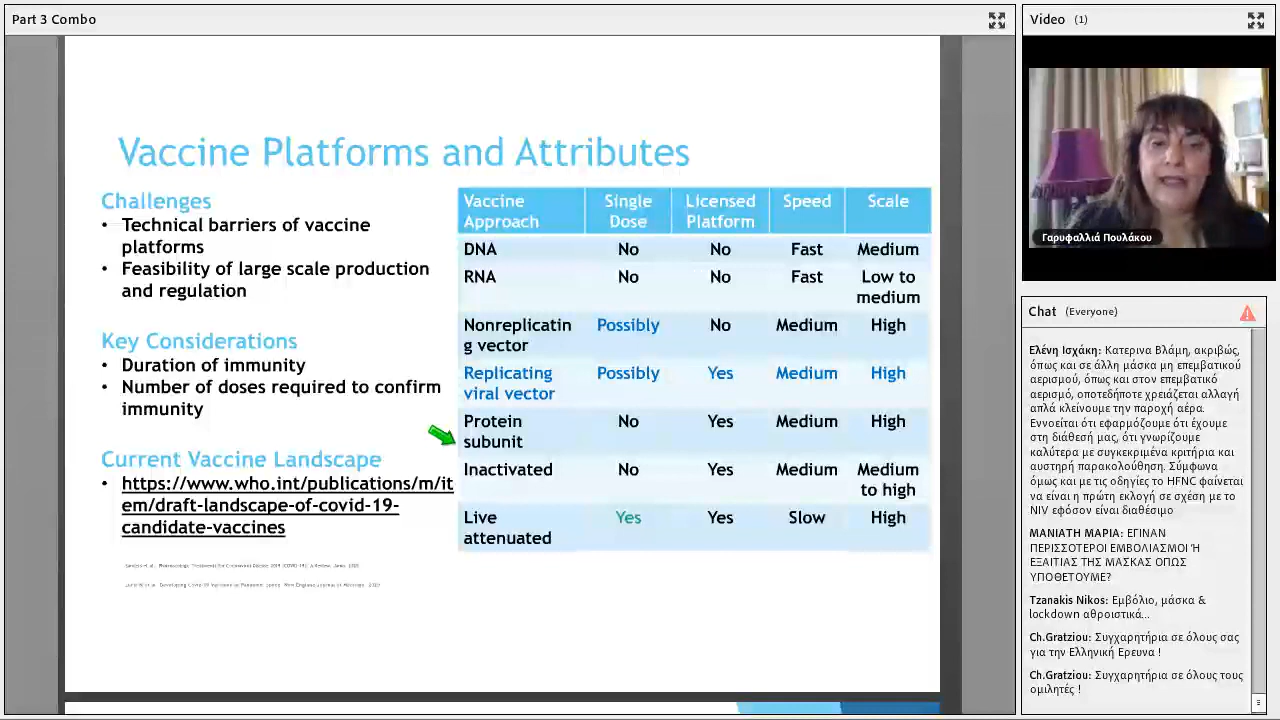 Part 3 Combo
Vaccine Platforms and Attributes
Challenges
• Technical barriers of vaccine
platforms
• Feasibility of large scale production
and regulation
Key Considerations
• Duration of immunity
• Number of doses required to confirm
immunity
Current Vaccine Landscape
• https://www.who.int/publications/m/it
em/draft-landscape-of-covid-19-
candidate-vaccines
Vaccine Approach Single Dose Licensed Platform Speed Scale
DNA No No Fast Medium
RNA No No Fast Low to
medium
Nonreplicatin Possibly No Medium High
g vector
Replicating Possibly Yes Medium High
viral vector
Protein No Yes Medium High
subunit
Inactivated No Yes Medium Medium
to high
Live Yes Yes Slow High
attenuated
Video (1)
Γαρυφαλλιά Πουλάκου
Chat (Everyone)
Ελένη Ισχάκη: Κατερινα Βλάμη, ακριβώς,
όπως και σε άλλη μάσκα μη επεμβατικού
αερισμού, όπως και στον επεμβατικό
αερισμό, οποτεδήποτε χρειάζεται αλλαγή
απλά κλείνουμε την παροχή αέρα.
Εννοείται ότι εφαρμόζουμε ότι έχουμε
στη διάθεσή μας, ότι γνωρίζουμε
καλύτερα με συγκεκριμένα κριτήρια και
αυστηρή παρακολούθηση. Σύμφωνα
όμως και με τις οδηγίες το HFNC φαίνεται
να είναι η πρώτη εκλογή σε σχέση με το
NIV εφόσον είναι διαθέσιμο
ΜΑΝΙΑΤΗ ΜΑΡΙΑ: ΕΓΙΝΑΝ
ΠΕΡΙΣΣΟΤΕΡΟΙ ΕΜΒΟΛΙΑΣΜΟΙ Ή
ΕΞΑΙΤΙΑΣ ΤΗΣ ΜΑΣΚΑΣ ΟΠΩΣ
Tzanakis Nikos: Εμβόλιο, μάσκα &
lockdown αθροιστικά...
Ch.Gratziou: Συγχαρητήρια σε όλους σας
για την Ελληνική Ερευνα !
Ch.Gratziou: Συγχαρητήρια σε όλους τους
ομιλητές !